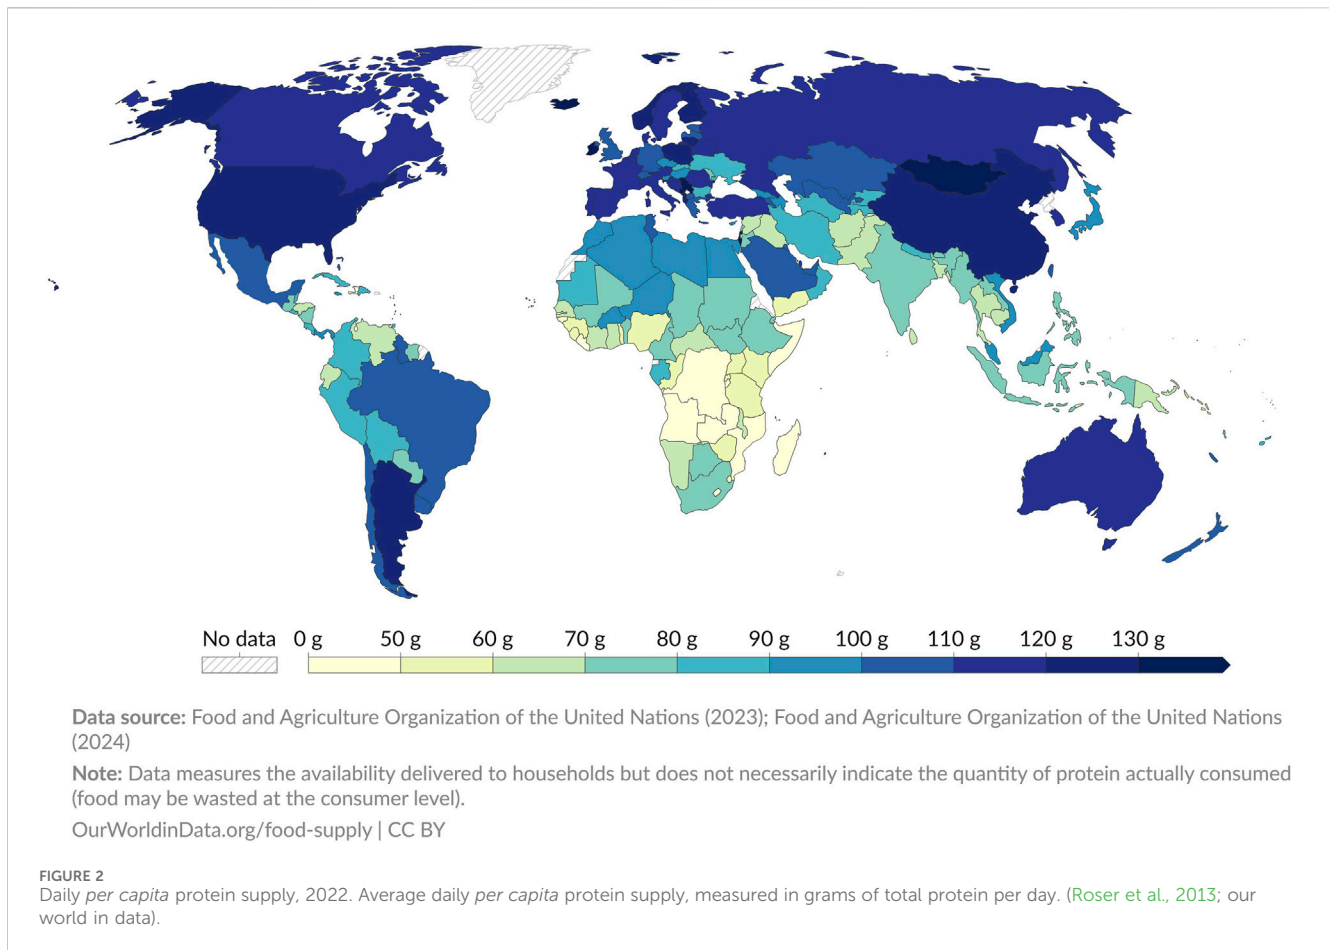 No data 0 g 50 g 60 g 70 g 80 g 90 g 100 g 110 g 120 g 130 g
Data source: Food and Agriculture Organization of the United Nations (2023); Food and Agriculture Organization of the United Nations
(2024)
Note: Data measures the availability delivered to households but does not necessarily indicate the quantity of protein actually consumed
(food may be wasted at the consumer level).
OurWorldinData.org/food-supply | CC BY
FIGURE 2
Daily per capita protein supply, 2022. Average daily per capita protein supply, measured in grams of total protein per day. (Roser et al., 2013; our
world in data).